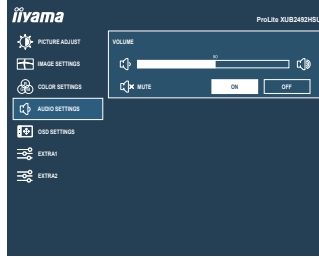 iiyama
ProLite XUB2492HSU
PICTURE ADJUST
IMAGE SETTINGS
COLOR SETTINGS
AUDIO SETTINGS
OSD SETTINGS
EXTRA1
EXTRA2
VOLUME
50
MUTE
ON
OFF